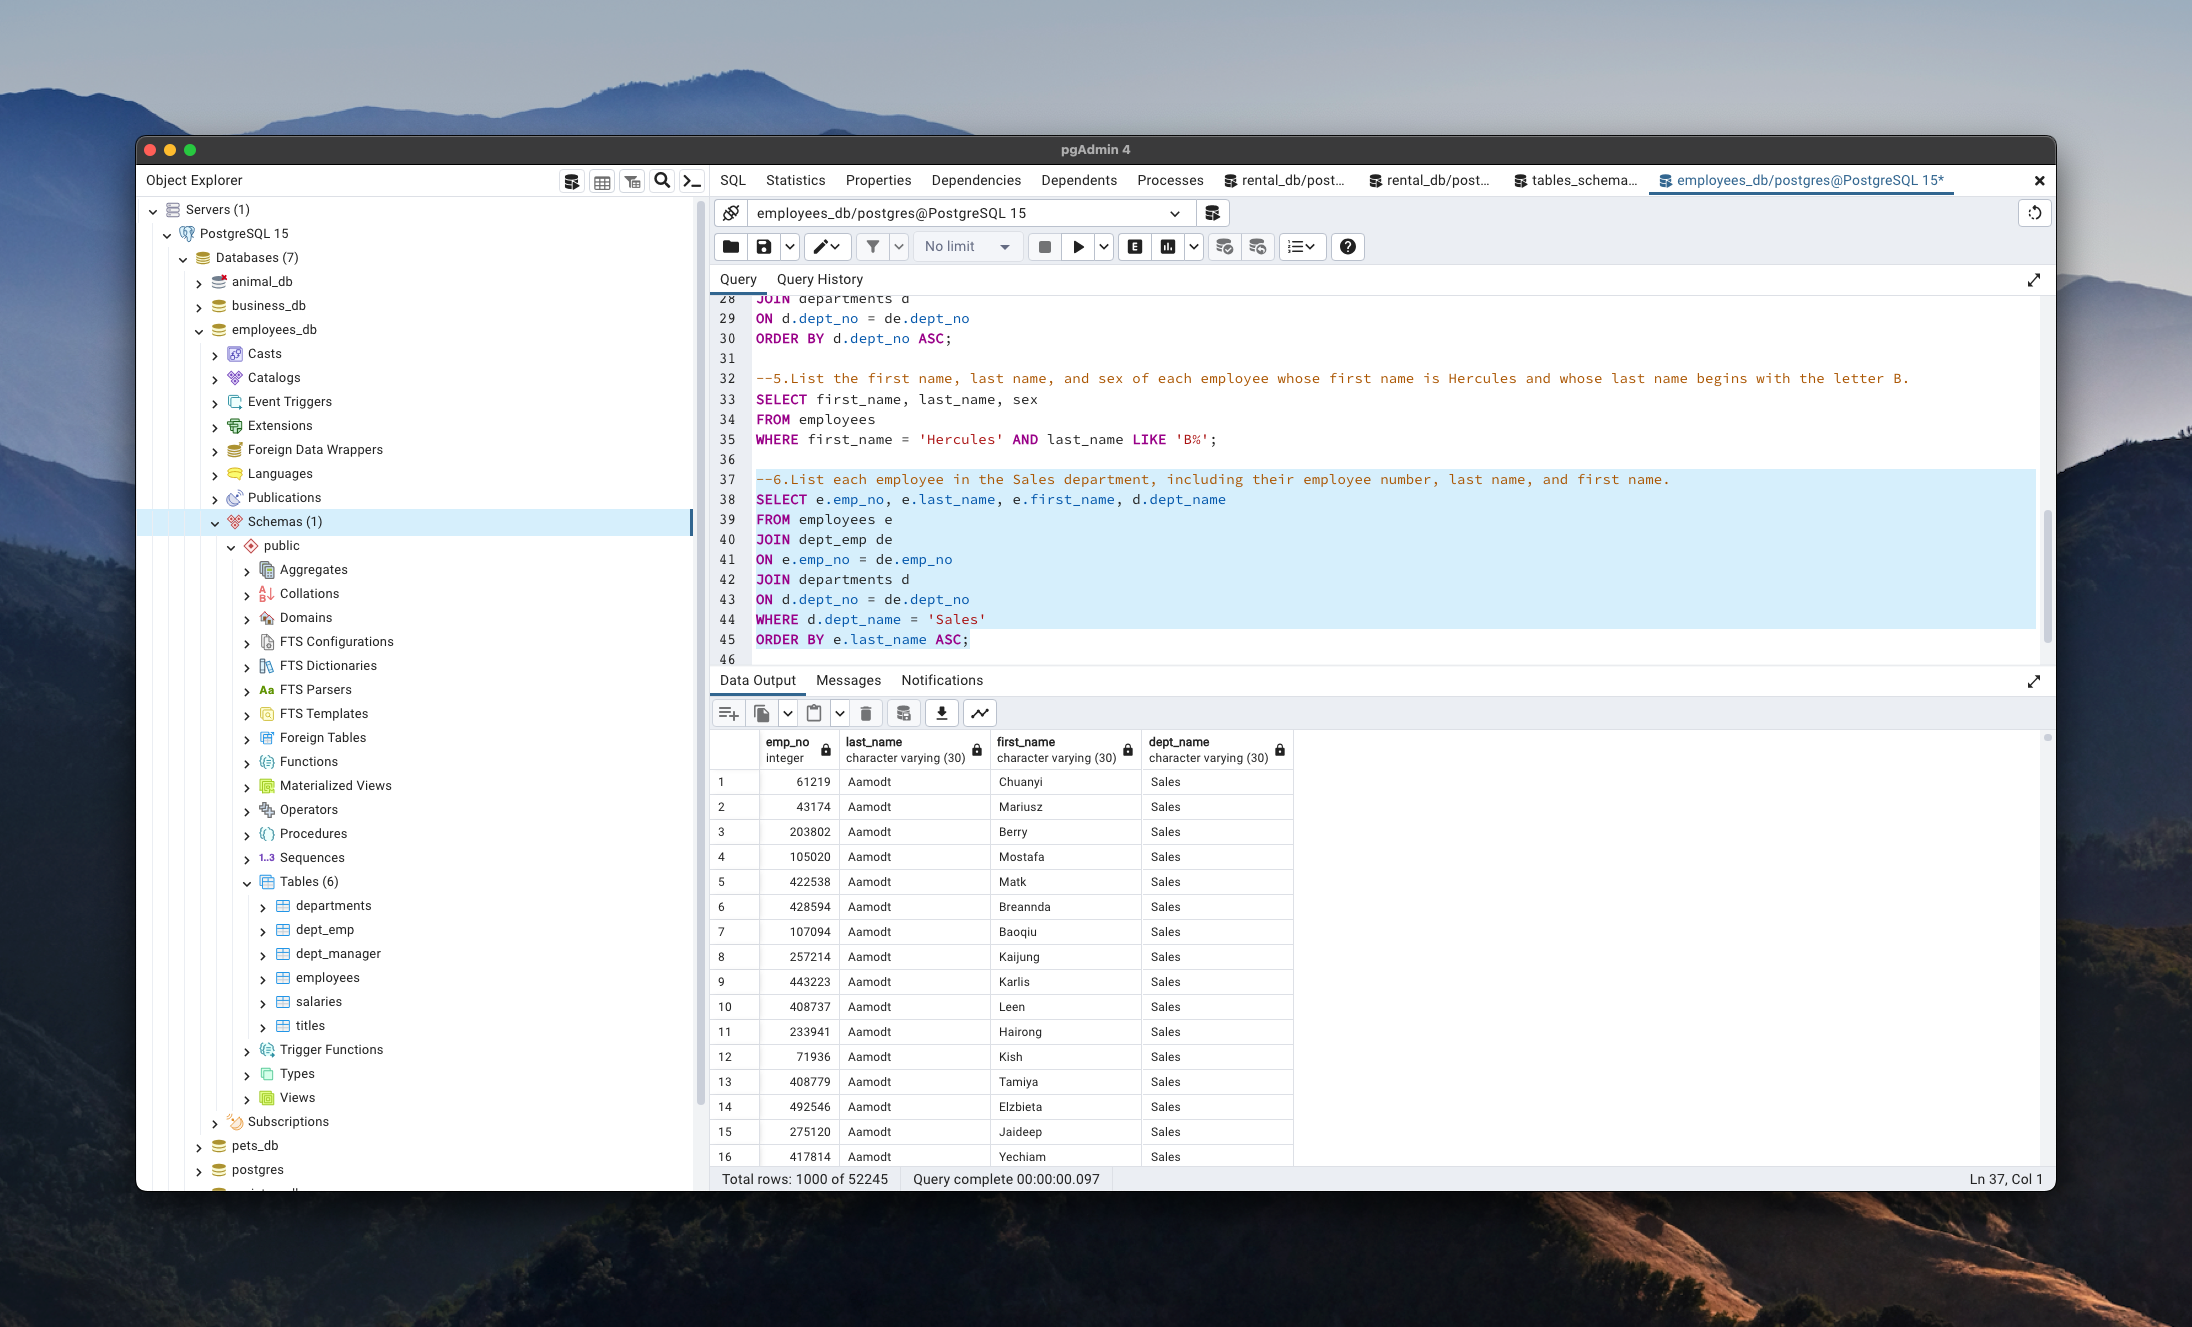 pgAdmin 4
Object Explorer
SQL Statistics Properties Dependencies Dependents Processes rental_db/post... rental_db/post... tables_schema... employees_db/postgres@PostgreSQL 15*
Servers (1)
PostgreSQL 15
Databases (7)
animal_db
business_db
employees_db
Casts
Catalogs
Event Triggers
Extensions
Foreign Data Wrappers
Languages
Publications
Schemas (1)
public
Aggregates
Collations
Domains
FTS Configurations
FTS Dictionaries
Aa FTS Parsers
FTS Templates
Foreign Tables
Functions
Materialized Views
Operators
Procedures
1..3 Sequences
Tables (6)
departments
dept_emp
dept_manager
employees
salaries
titles
Trigger Functions
Types
Views
Subscriptions
pets_db
postgres
employees_db/postgres@PostgreSQL 15
No limit
E
Query Query History
28 JOIN departments d
29 ON d.dept_no = de.dept_no
30 ORDER BY d.dept_no ASC;
31
32 --5.List the first name, last name, and sex of each employee whose first name is Hercules and whose last name begins with the letter B.
33 SELECT first_name, last_name, sex
34 FROM employees
35 WHERE first_name = 'Hercules' AND last_name LIKE 'B%';
36
37 --6.List each employee in the Sales department, including their employee number, last name, and first name.
38 SELECT e.emp_no, e.last_name, e.first_name, d.dept_name
39 FROM employees e
40 JOIN dept_emp de
41 ON e.emp_no = de.emp_no
42 JOIN departments d
43 ON d.dept_no = de.dept_no
44 WHERE d.dept_name = 'Sales'
45 ORDER BY e.last_name ASC;
46
Data Output Messages Notifications
emp_no last_name first_name dept_name
integer character varying (30) character varying (30) character varying (30)
1 61219 Aamodt Chuanyi Sales
2 43174 Aamodt Mariusz Sales
3 203802 Aamodt Berry Sales
4 105020 Aamodt Mostafa Sales
5 422538 Aamodt Matk Sales
6 428594 Aamodt Breannda Sales
7 107094 Aamodt Baoqiu Sales
8 257214 Aamodt Kaijung Sales
9 443223 Aamodt Karlis Sales
10 408737 Aamodt Leen Sales
11 233941 Aamodt Hairong Sales
12 71936 Aamodt Kish Sales
13 408779 Aamodt Tamiya Sales
14 492546 Aamodt Elzbieta Sales
15 275120 Aamodt Jaideep Sales
16 417814 Aamodt Yechiam Sales
Total rows: 1000 of 52245 Query complete 00:00:00.097 Ln 37, Col 1